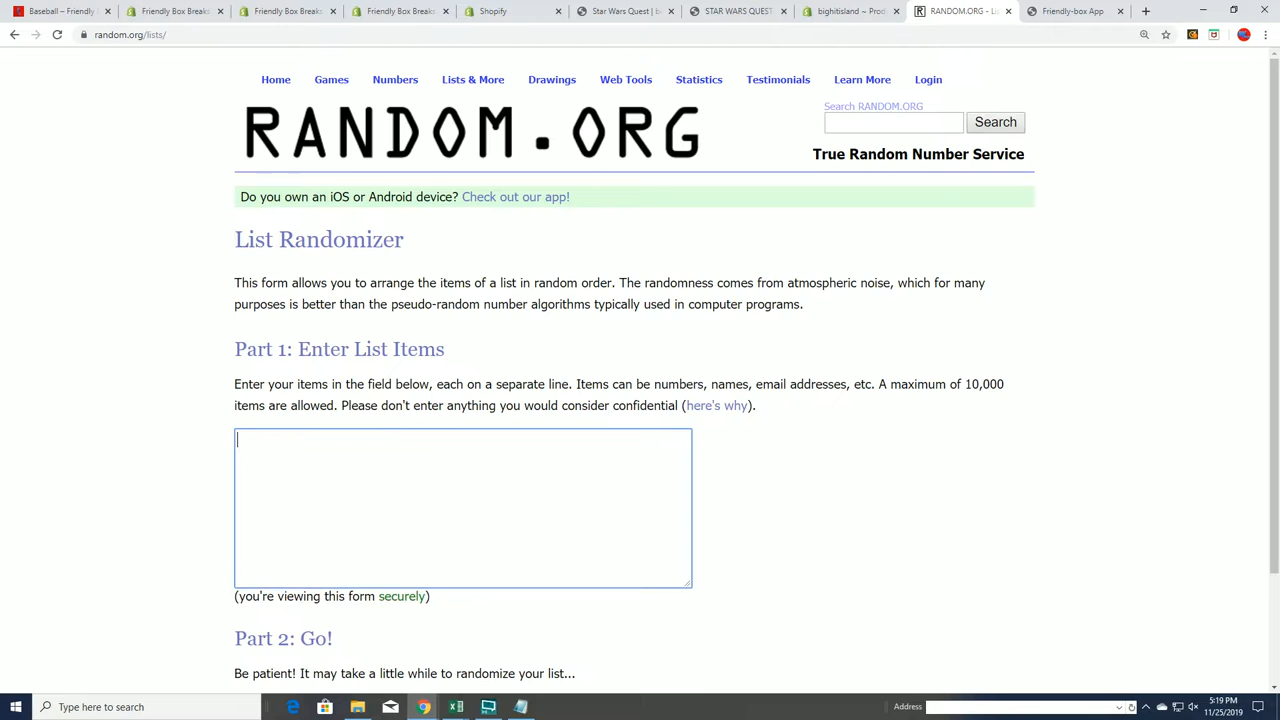 Baseball – Friendly
Friendly Box Breaks
Friendly Box Breaks
Friendly Box Breaks
Shopify
Star Wars Quest | b
STAR WARS QUEST
bighitisland ~ Prod
RANDOM.ORG - Lis
Friendly-box App
random.org/lists/
Home Games Numbers Lists & More Drawings Web Tools Statistics Testimonials Learn More Login
RANDOM.ORG
Search RANDOM.ORG
Search
True Random Number Service
Do you own an iOS or Android device? Check out our app!
List Randomizer
This form allows you to arrange the items of a list in random order. The randomness comes from atmospheric noise, which for many
purposes is better than the pseudo-random number algorithms typically used in computer programs.
Part 1: Enter List Items
Enter your items in the field below, each on a separate line. Items can be numbers, names, email addresses, etc. A maximum of 10,000
items are allowed. Please don't enter anything you would consider confidential (here's why).
(you're viewing this form securely)
Part 2: Go!
Be patient! It may take a little while to randomize your list...
Type here to search
Address
5:19 PM
11/25/2019